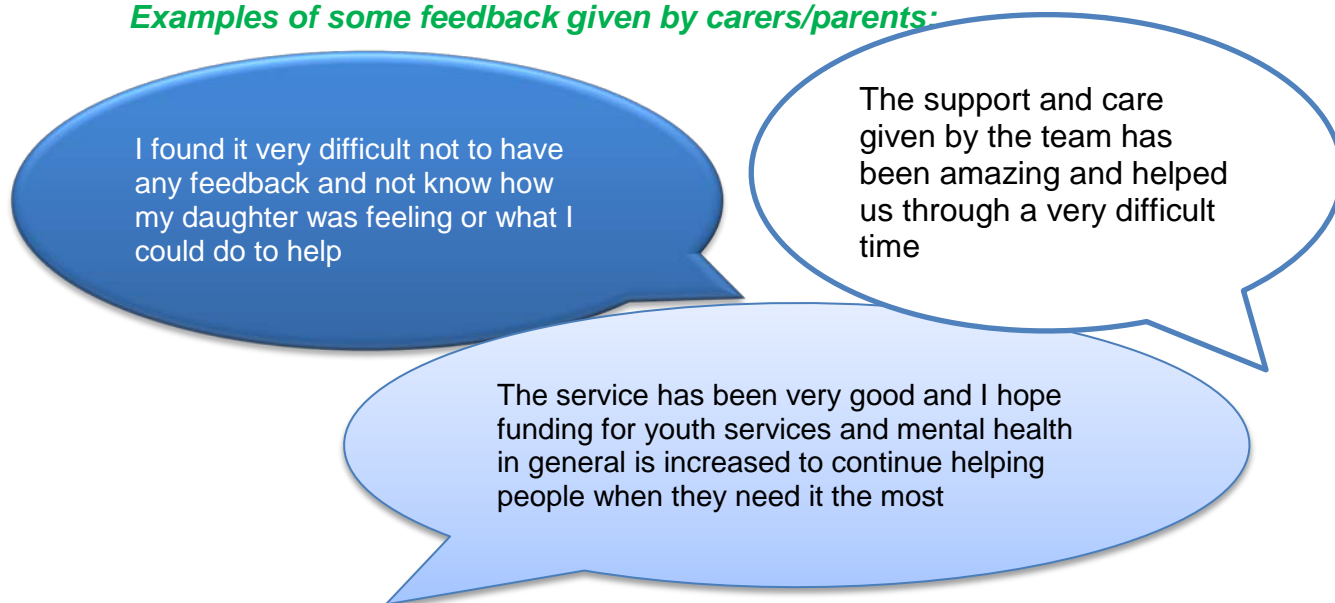 Examples of some feedback given by carers/parents:
I found it very difficult not to have
any feedback and not know how
my daughter was feeling or what I
could do to help
The support and care
given by the team has
been amazing and helped
us through a very difficult
time
The service has been very good and I hope
funding for youth services and mental health
in general is increased to continue helping
people when they need it the most